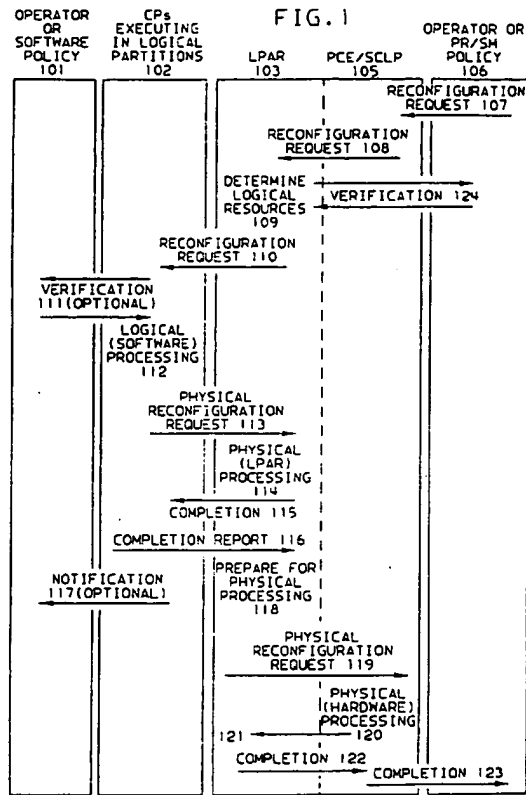 FIG.1
OPERATOR
OR
SOFTWARE
POLICY
101
CPs
EXECUTING
IN LOGICAL
PARTITIONS
102
LPAR
103
PCE/SCLP
105
OPERATOR OR
PR/SM
POLICY
106
RECONFIGURATION
REQUEST 107
RECONFIGURATION
REQUEST 108
DETERMINE
LOGICAL
RESOURCES
109
VERIFICATION 124
RECONFIGURATION
REQUEST 110
VERIFICATION
111(OPTIONAL)
LOGICAL
(SOFTWARE)
PROCESSING
112
PHYSICAL
RECONFIGURATION
REQUEST 113
PHYSICAL
(LPAR)
PROCESSING
114
COMPLETION 115
COMPLETION REPORT 116
NOTIFICATION
117(OPTIONAL)
PREPARE FOR
PHYSICAL
PROCESSING
118
PHYSICAL
RECONFIGURATION
REQUEST 119
PHYSICAL
(HARDWARE)
PROCESSING
121
120
COMPLETION 122
COMPLETION 123